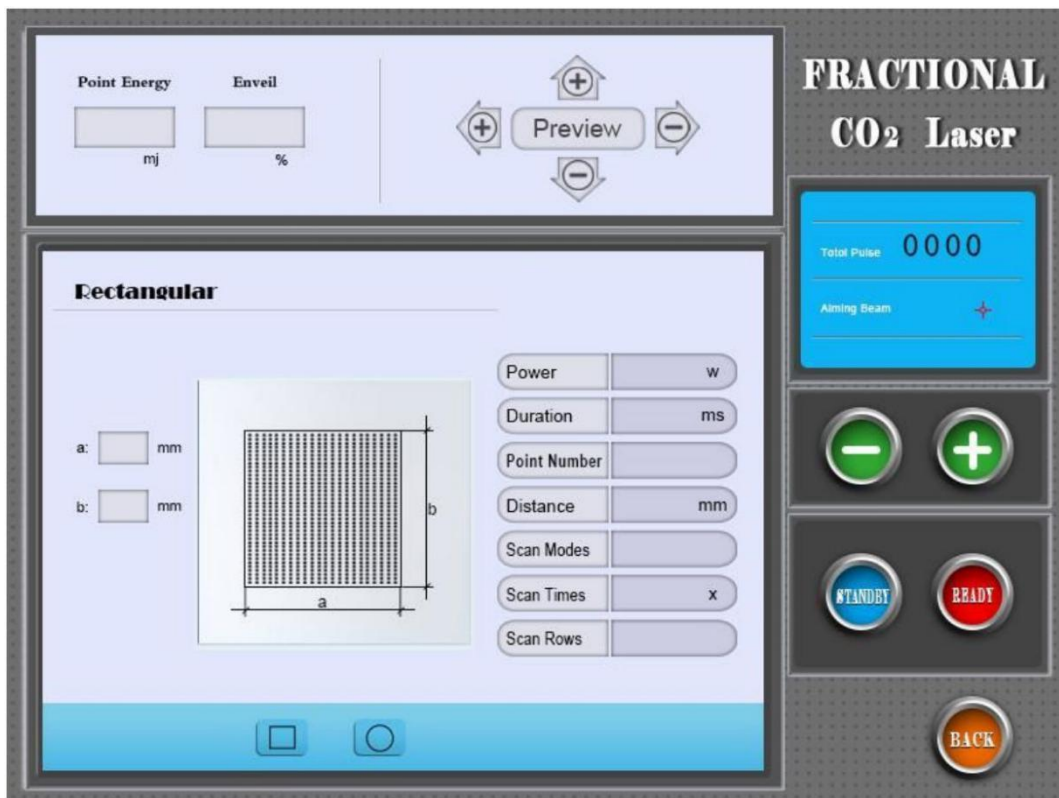 Point Energy
Enveil
mj
%
Preview
FRACTIONAL
CO2 Laser
Totol Pulse 0000
Aiming Beam
Rectangular
a: mm
b: mm
b
a
Power w
Duration ms
Point Number
Distance mm
Scan Modes
Scan Times x
Scan Rows
STANDBY
READY
BACK